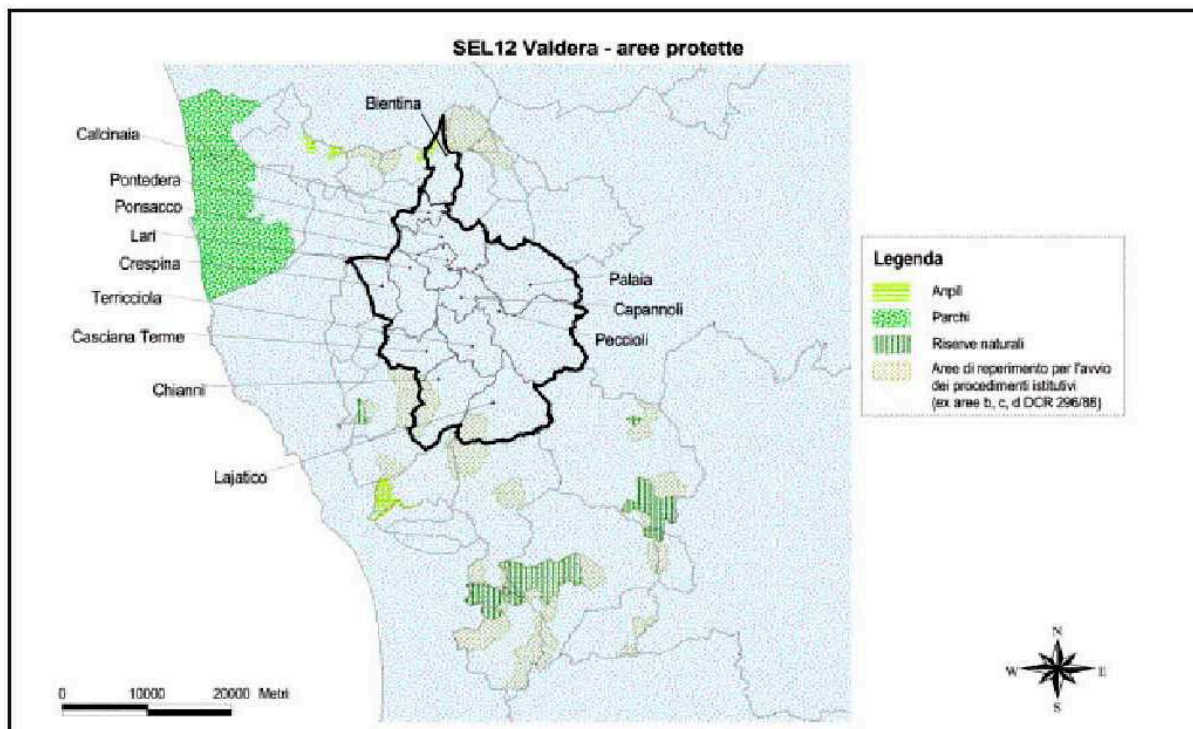 SEL12 Valdera - aree protette
Bientina
Calcinaia
Pontedera
Ponsacco
Lari
Crespina
Terricciola
Casciana Terme
Chianni
Lajatico
Palaia
Capannoli
Peccioli
Legenda
Anpil
Parchi
Riserve naturali
Aree di reperimento per l'avvio
dei procedimenti istitutivi
(ex aree b, c, d DCR 296/88)
0 10000 20000 Metri
N
W E
S